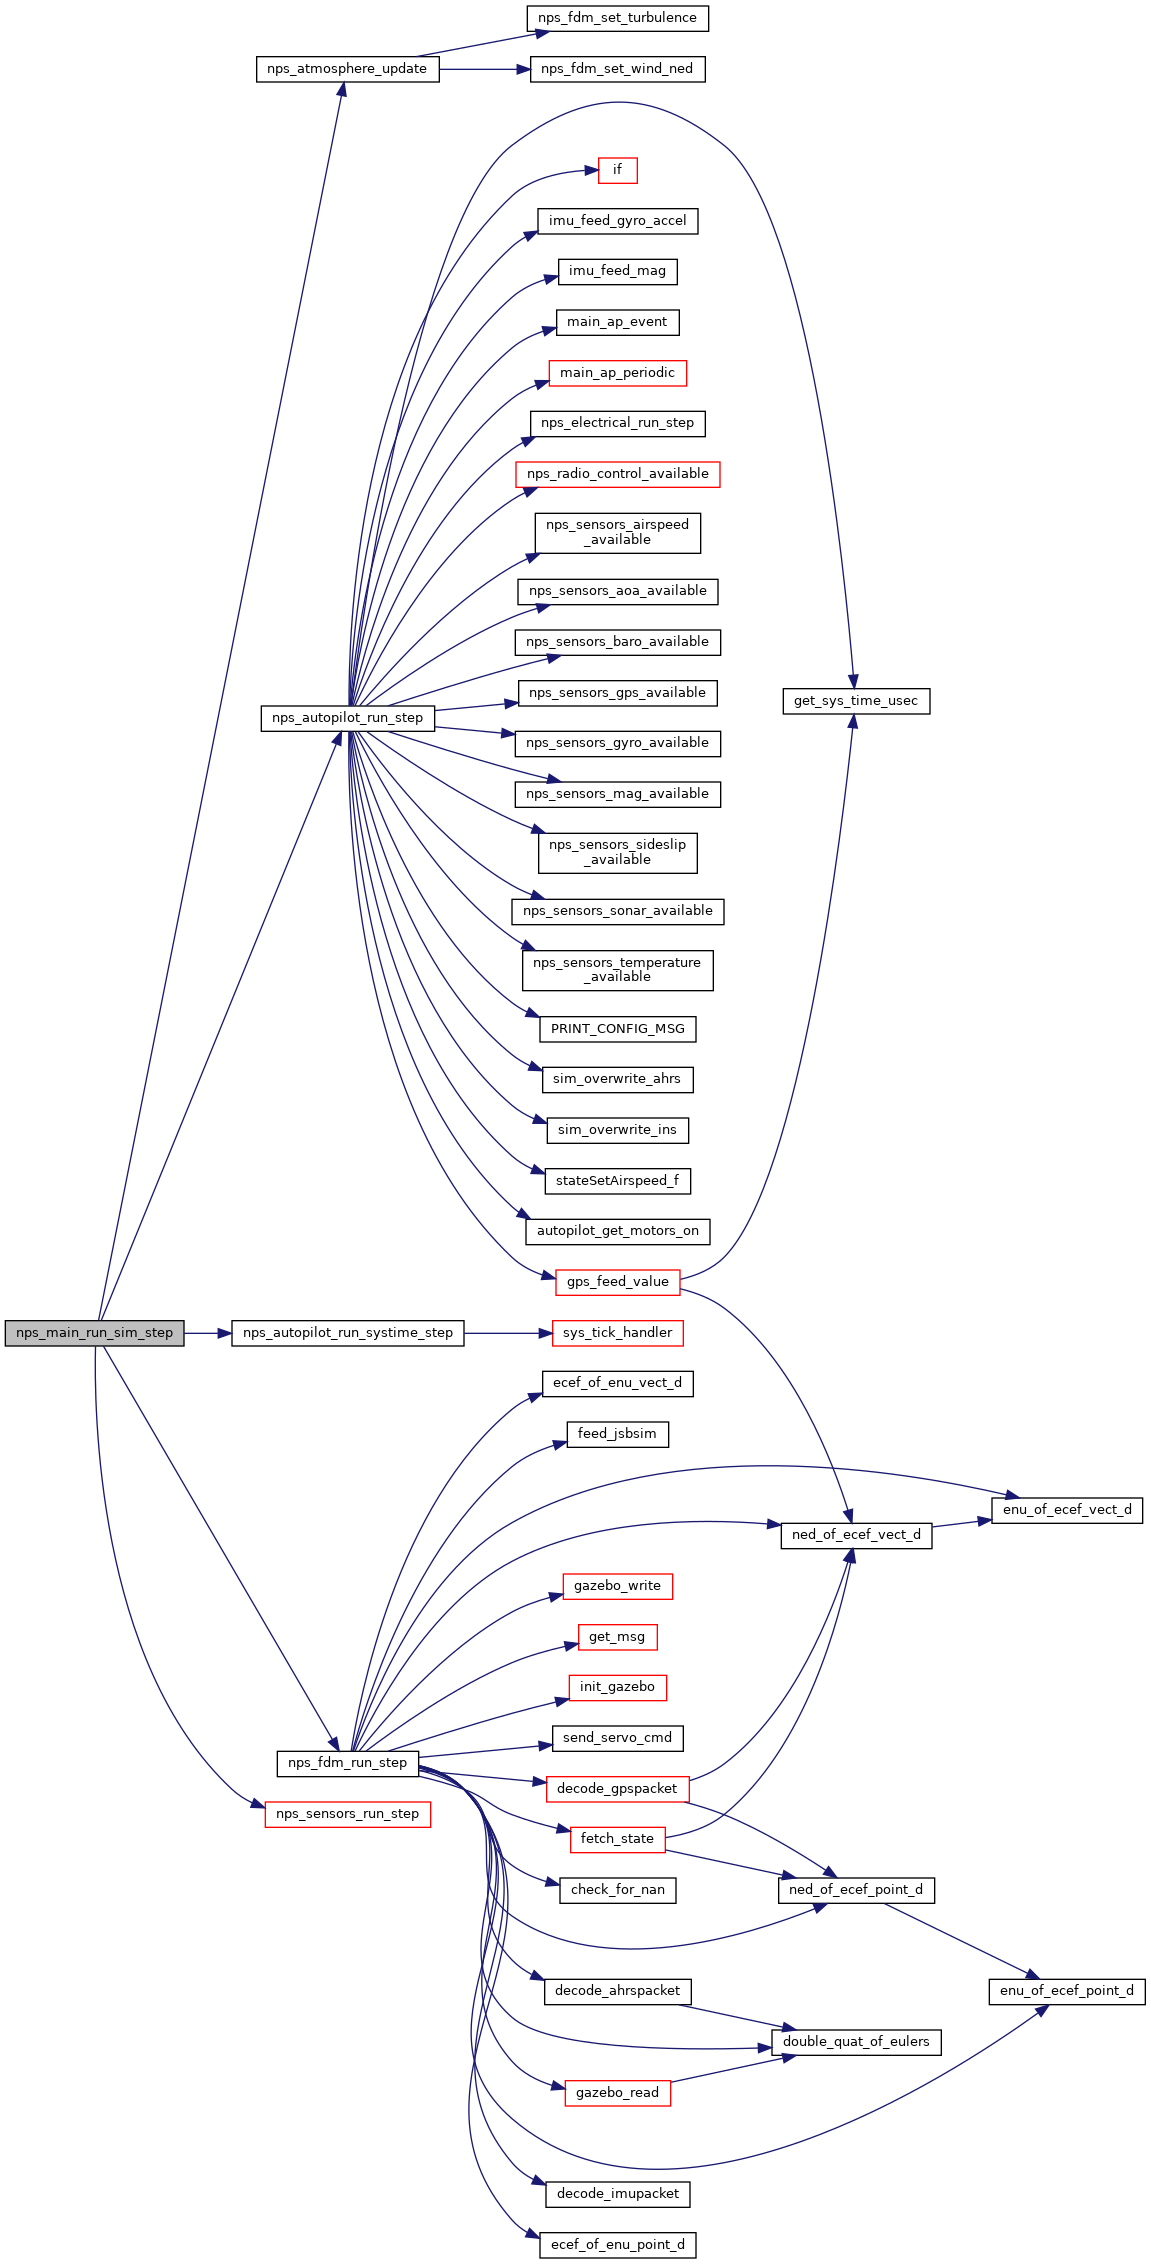 nps_fdm_set_turbulence
nps_atmosphere_update
nps_fdm_set_wind_ned
if
imu_feed_gyro_accel
imu_feed_mag
main_ap_event
main_ap_periodic
nps_electrical_run_step
nps_radio_control_available
nps_sensors_airspeed
_available
nps_sensors_aoa_available
nps_sensors_baro_available
nps_sensors_gps_available
get_sys_time_usec
nps_autopilot_run_step
nps_sensors_gyro_available
nps_sensors_mag_available
nps_sensors_sideslip
_available
nps_sensors_sonar_available
nps_sensors_temperature
_available
PRINT_CONFIG_MSG
sim_overwrite_ahrs
sim_overwrite_ins
stateSetAirspeed_f
autopilot_get_motors_on
gps_feed_value
nps_main_run_sim_step
nps_autopilot_run_systime_step
sys_tick_handler
ecef_of_enu_vect_d
feed_jsbsim
enu_of_ecef_vect_d
ned_of_ecef_vect_d
gazebo_write
get_msg
init_gazebo
send_servo_cmd
nps_fdm_run_step
decode_gpspacket
nps_sensors_run_step
fetch_state
check_for_nan
ned_of_ecef_point_d
decode_ahrspacket
enu_of_ecef_point_d
double_quat_of_eulers
gazebo_read
decode_imupacket
ecef_of_enu_point_d